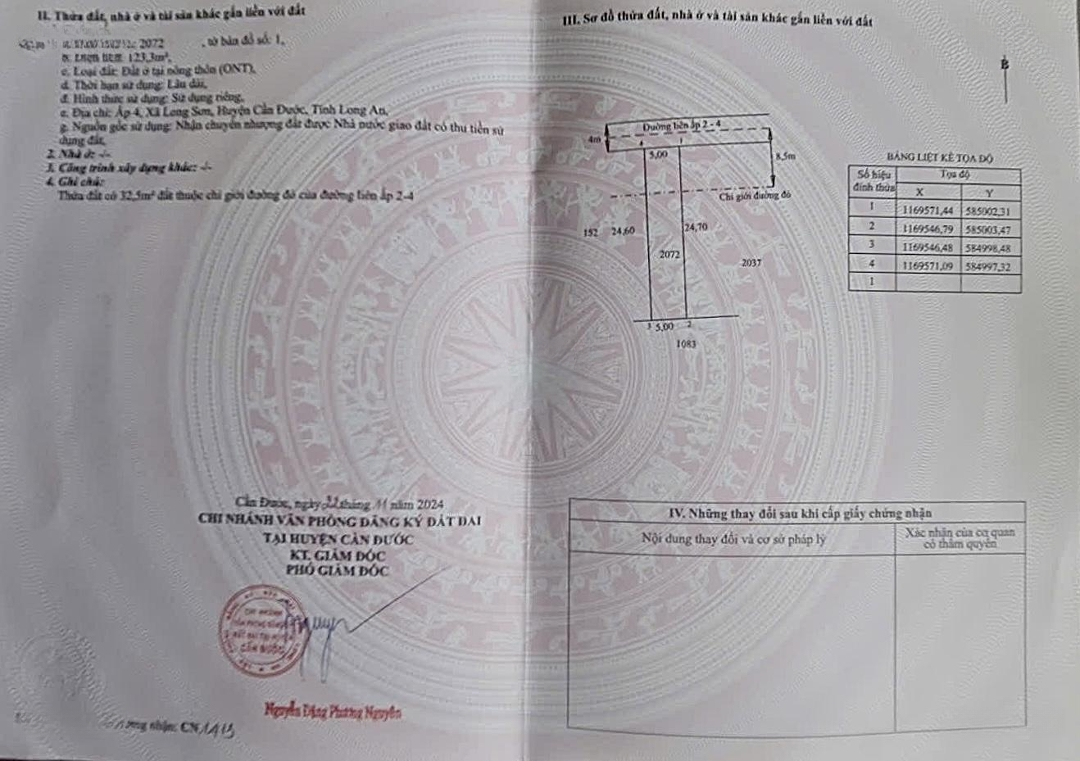 II. Thửa đất, nhà ở và tài sản khác gắn liền với đất
2072 , tờ bản đồ số: 1,
123,3m²,
c. Loại đất: Đất ở tại nông thôn (ONT),
d. Thời hạn sử dụng: Lâu dài,
đ. Hình thức sử dụng: Sử dụng riêng,
e. Địa chỉ: Ấp 4, Xã Long Sơn, Huyện Cần Đước, Tỉnh Long An,
g. Nguồn gốc sử dụng: Nhận chuyển nhượng đất được Nhà nước giao đất có thu tiền sử
dụng đất,
2. Nhà ở: -/-
3. Công trình xây dựng khác: -/-
4. Ghi chú:
Thửa đất có 32,5m² đất thuộc chỉ giới đường đỏ của đường liên ấp 2-4
Cần Đước, ngày tháng 11 năm 2024
CHI NHÁNH VĂN PHÒNG ĐĂNG KÝ ĐẤT ĐAI
TẠI HUYỆN CẦN ĐƯỚC
KT. GIÁM ĐỐC
PHÓ GIÁM ĐỐC
CẦN ĐƯỚC
Nguyễn Đặng Phương Nguyên
nhận: CN
III. Sơ đồ thửa đất, nhà ở và tài sản khác gắn liền với đất
B
Đường liên ấp 2 - 4
4m
4 1
5,00
8,5m
Chỉ giới đường đỏ
152 24,60 24,70
2072 2037
3 5,00 2
1083
BẢNG LIỆT KÊ TỌA ĐỘ
Số hiệu đỉnh thửa Tọa độ
X Y
1 1169571,44 585002,31
2 1169546,79 585003,47
3 1169546,48 584998,48
4 1169571,09 584997,32
1
IV. Những thay đổi sau khi cấp giấy chứng nhận
Nội dung thay đổi và cơ sở pháp lý
Xác nhận của cơ quan
có thẩm quyền